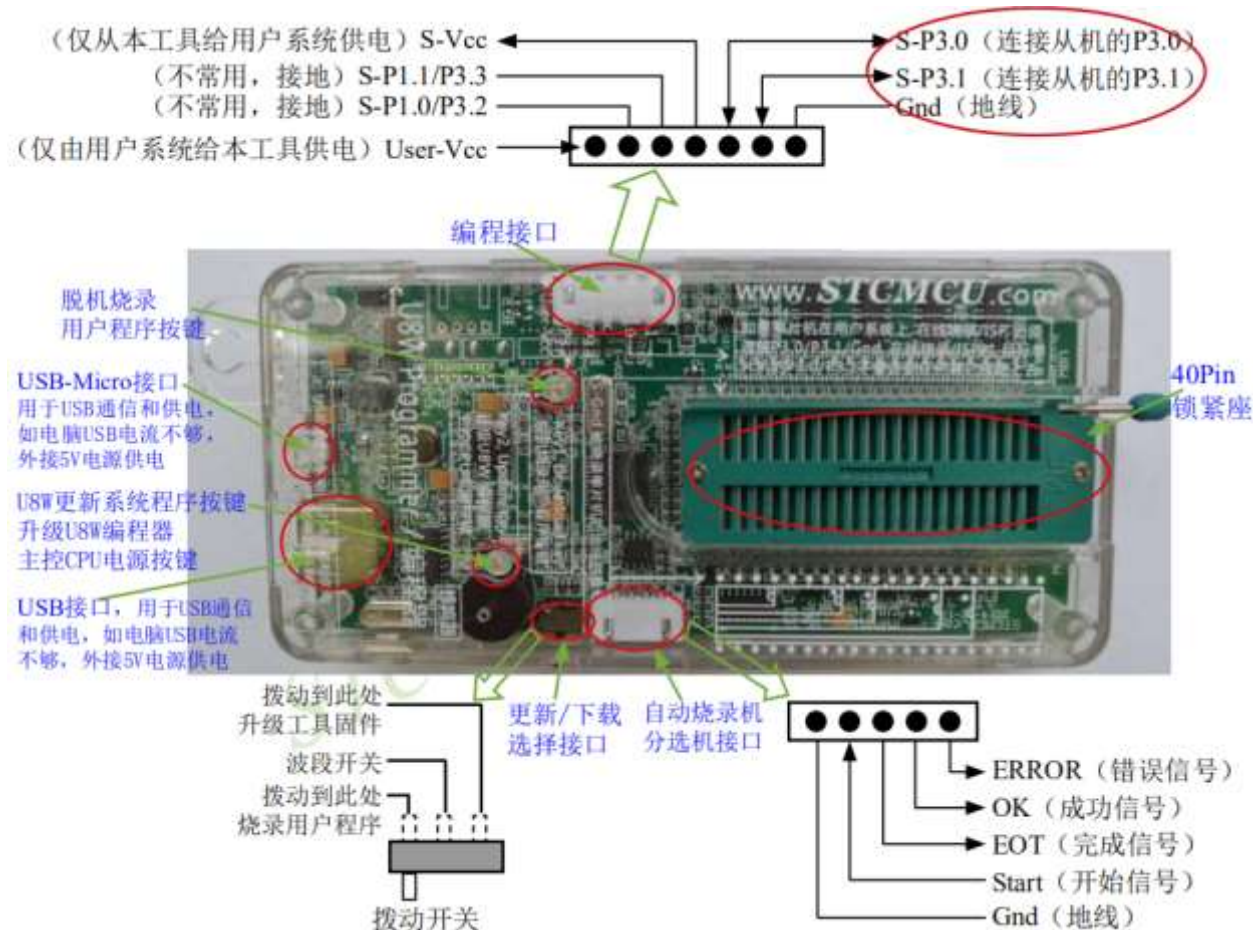 （仅从本工具给用户系统供电）S-Vcc
（不常用，接地）S-P1.1/P3.3
（不常用，接地）S-P1.0/P3.2
（仅由用户系统给本工具供电）User-Vcc
S-P3.0（连接从机的P3.0）
S-P3.1（连接从机的P3.1）
Gnd（地线）
编程接口
脱机烧录
用户程序按键
USB-Micro接口，
用于USB通信和供电，
如电脑USB电流不够，
外接5V电源供电
U8W更新系统程序按键
升级U8W编程器
主控CPU电源按键
USB接口，用于USB通信
和供电，如电脑USB电流
不够，外接5V电源供电
www.STCMCU.com
U8W Programmer
40Pin
锁紧座
拨动到此处
升级工具固件
波段开关
拨动到此处
烧录用户程序
拨动开关
更新/下载
选择接口
自动烧录机
分选机接口
ERROR（错误信号）
OK（成功信号）
EOT（完成信号）
Start（开始信号）
Gnd（地线）